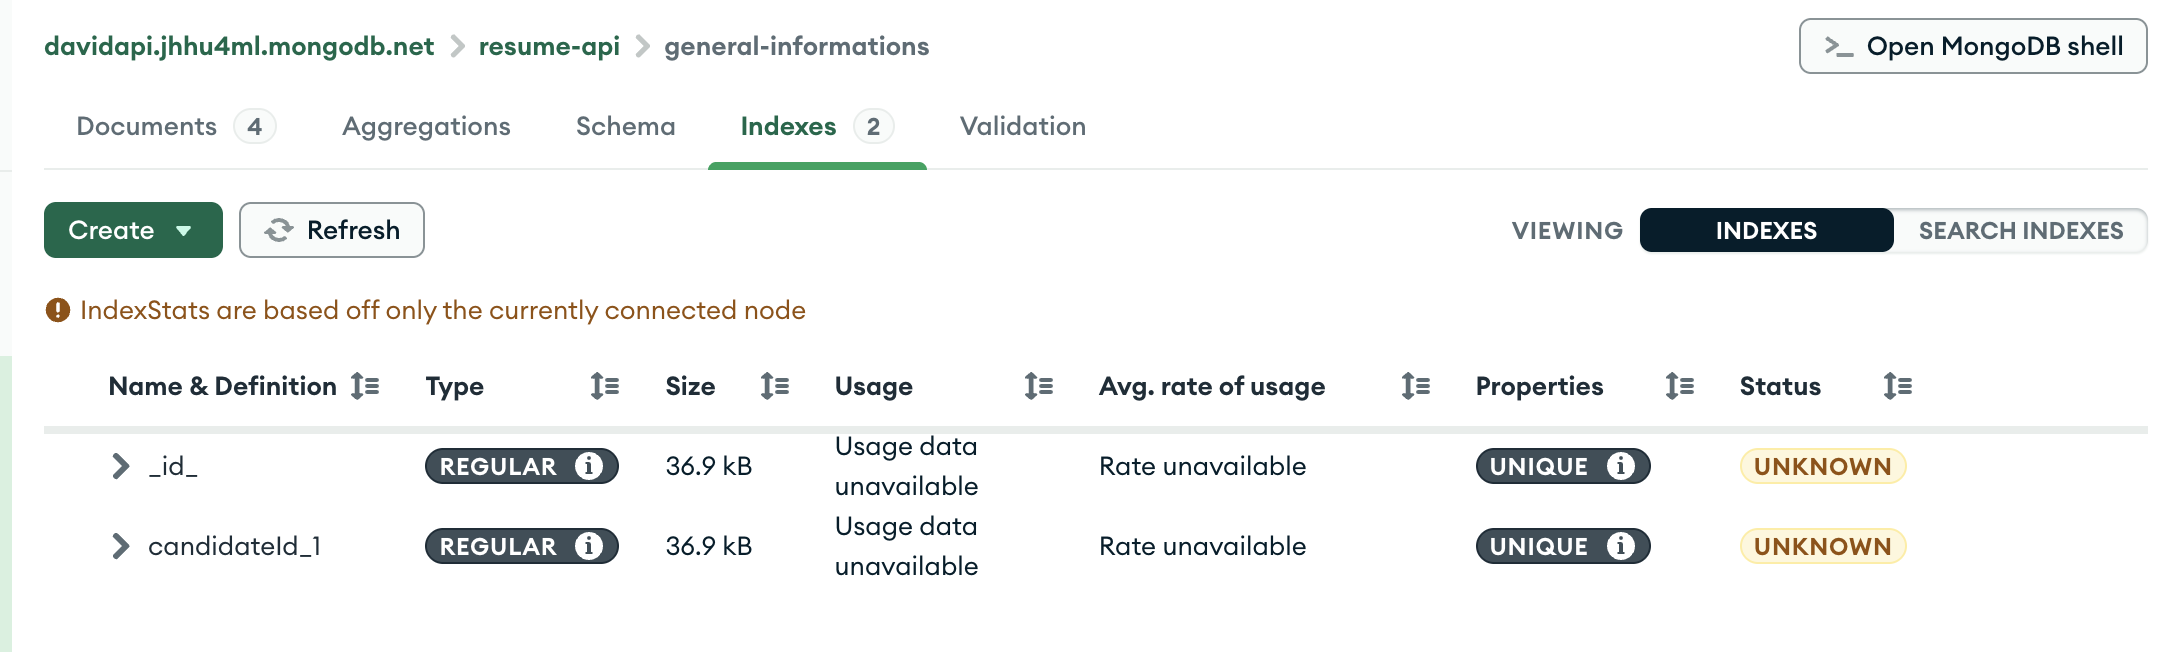 davidapi.jhhu4ml.mongodb.net > resume-api > general-informations
>_ Open MongoDB shell
Documents 4 Aggregations Schema Indexes 2 Validation
Create Refresh VIEWING INDEXES SEARCH INDEXES
! IndexStats are based off only the currently connected node
Name & Definition Type Size Usage Avg. rate of usage Properties Status
_id_ REGULAR i 36.9 kB Usage data unavailable Rate unavailable UNIQUE i UNKNOWN
candidateId_1 REGULAR i 36.9 kB Usage data unavailable Rate unavailable UNIQUE i UNKNOWN